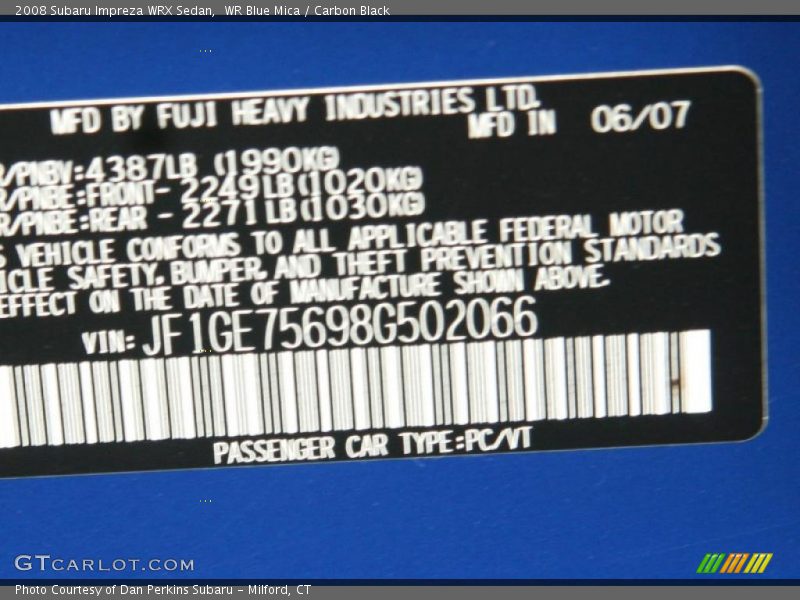 2008 Subaru Impreza WRX Sedan,  WR Blue Mica / Carbon Black
MFD BY FUJI HEAVY INDUSTRIES LTD.
MFD IN 06/07
R/PNBV:4387LB (1990KG)
R/PNBE:FRONT- 2249LB(1020KG)
R/PNBE:REAR - 2271LB(1030KG)
S VEHICLE CONFORMS TO ALL APPLICABLE FEDERAL MOTOR
ICLE SAFETY, BUMPER, AND THEFT PREVENTION STANDARDS
EFFECT ON THE DATE OF MANUFACTURE SHOWN ABOVE.
VIN: JF1GE75698G502066
PASSENGER CAR TYPE:PC/VT
GTCARLOT.COM
Photo Courtesy of Dan Perkins Subaru - Milford, CT